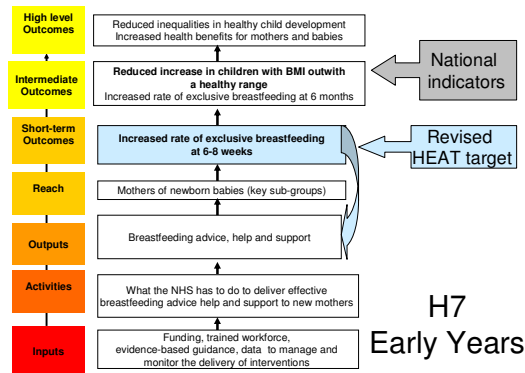 High level
Outcomes
Reduced inequalities in healthy child development
Increased health benefits for mothers and babies
Intermediate
Outcomes
Reduced increase in children with BMI outwith
a healthy range
Increased rate of exclusive breastfeeding at 6 months
National
indicators
Short-term
Outcomes
Increased rate of exclusive breastfeeding
at 6-8 weeks
Revised
HEAT target
Reach
Mothers of newborn babies (key sub-groups)
Outputs
Breastfeeding advice, help and support
Activities
What the NHS has to do to deliver effective
breastfeeding advice help and support to new mothers
Inputs
Funding, trained workforce,
evidence-based guidance, data to manage and
monitor the delivery of interventions
H7
Early Years